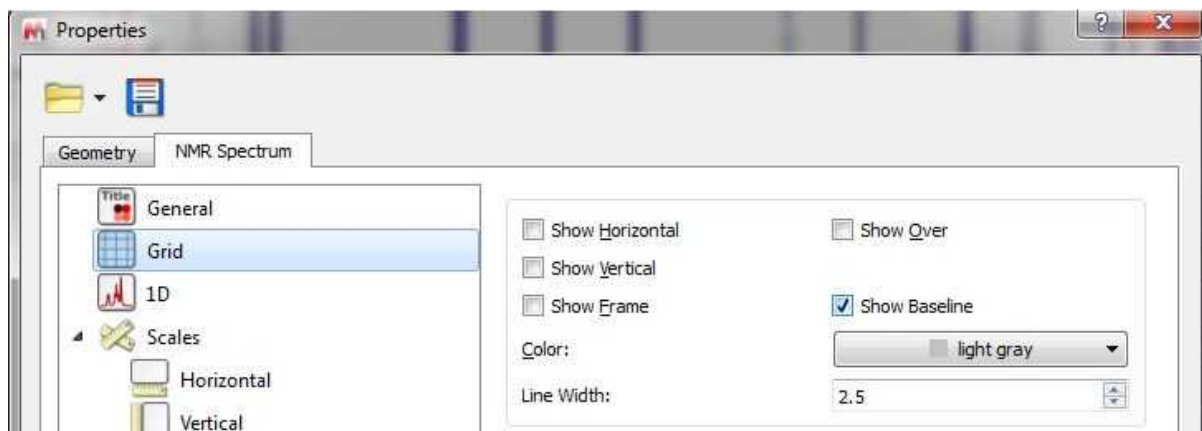 Properties
Geometry NMR Spectrum
Title
General
Grid
1D
Scales
Horizontal
Vertical
Show Horizontal Show Over
Show Vertical
Show Frame Show Baseline
Color: light gray
Line Width: 2.5